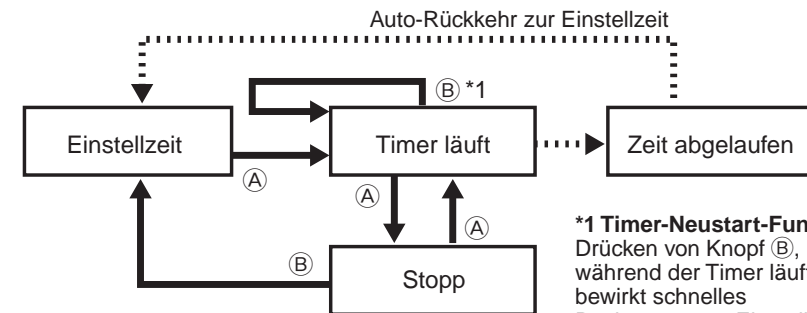 Auto-Rückkehr zur Einstellzeit
Ⓑ *1
Einstellzeit
Timer läuft
Zeit abgelaufen
Ⓐ
Ⓐ
Ⓐ
Ⓑ
Stopp
*1 Timer-Neustart-Fun
Drücken von Knopf Ⓑ,
während der Timer läuft
bewirkt schnelles